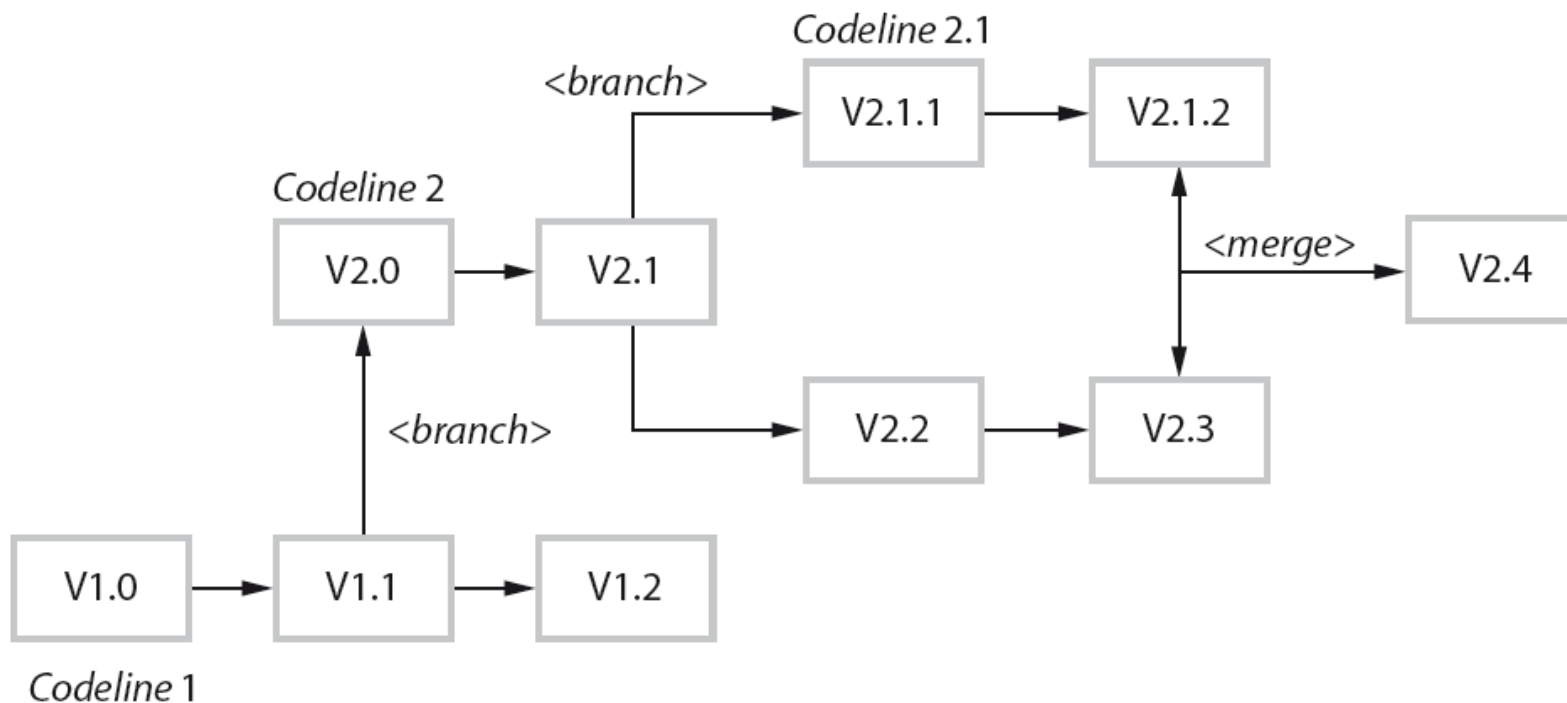 Codeline 2.1
<branch>
V2.1.1
V2.1.2
Codeline 2
V2.0
V2.1
<merge>
V2.4
<branch>
V2.2
V2.3
V1.0
V1.1
V1.2
Codeline 1